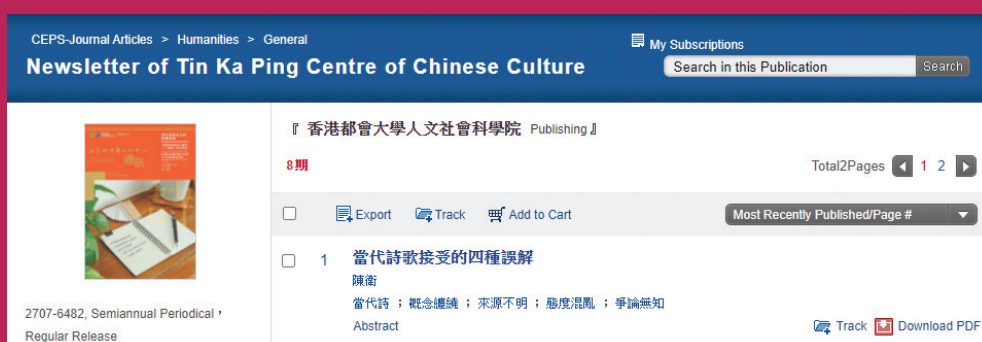 CEPS-Journal Articles > Humanities > General
My Subscriptions
Newsletter of Tin Ka Ping Centre of Chinese Culture
Search in this Publication
Search
『 香港都會大學人文社會科學院 Publishing 』
8期
Total2Pages 1 2
Export Track Add to Cart
Most Recently Published/Page #
1 當代詩歌接受的四種誤解
陳衛
當代詩 ; 概念纏繞 ; 來源不明 ; 態度混亂 ; 爭論無知
Abstract
Track Download PDF
2707-6482, Semiannual Periodical ,
Regular Release